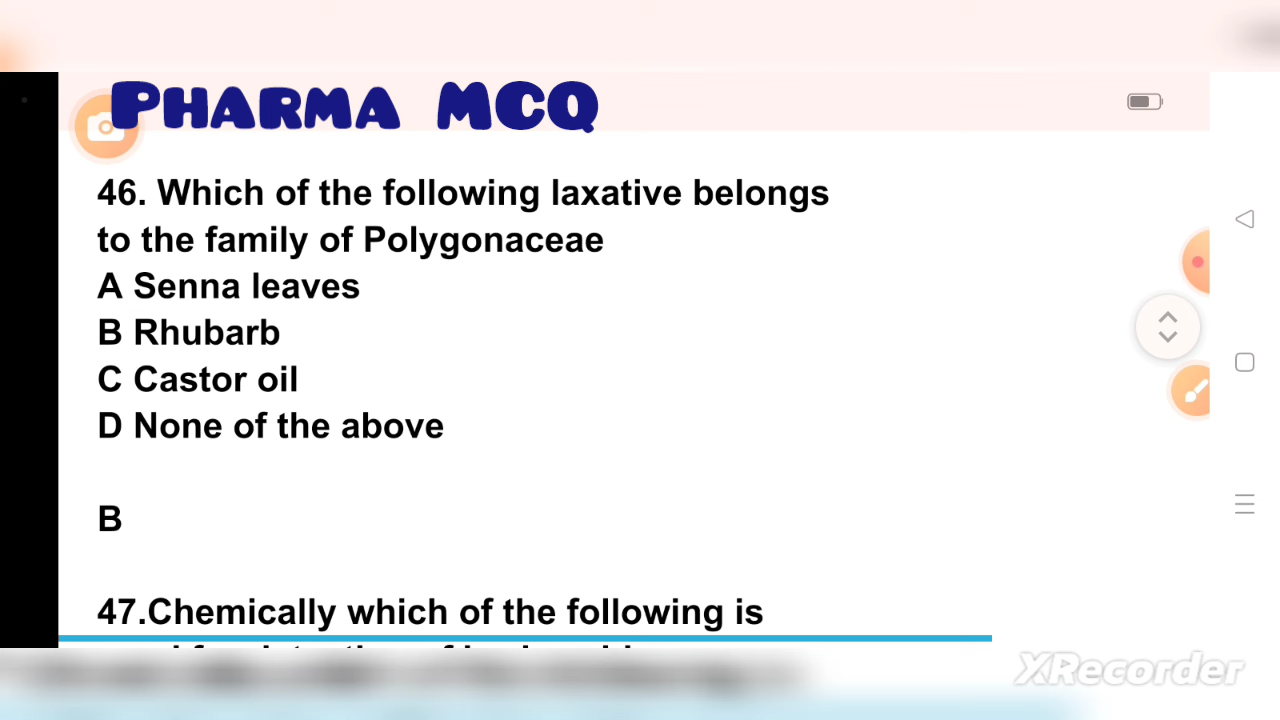 PHARMA MCQ
46. Which of the following laxative belongs
to the family of Polygonaceae
A Senna leaves
B Rhubarb
C Castor oil
D None of the above
B
47.Chemically which of the following is
XRecorder